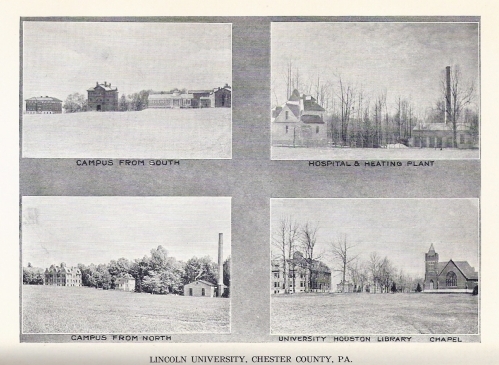 CAMPUS FROM SOUTH
HOSPITAL & HEATING PLANT
CAMPUS FROM NORTH
UNIVERSITY HOUSTON LIBRARY CHAPEL
LINCOLN UNIVERSITY, CHESTER COUNTY, PA.